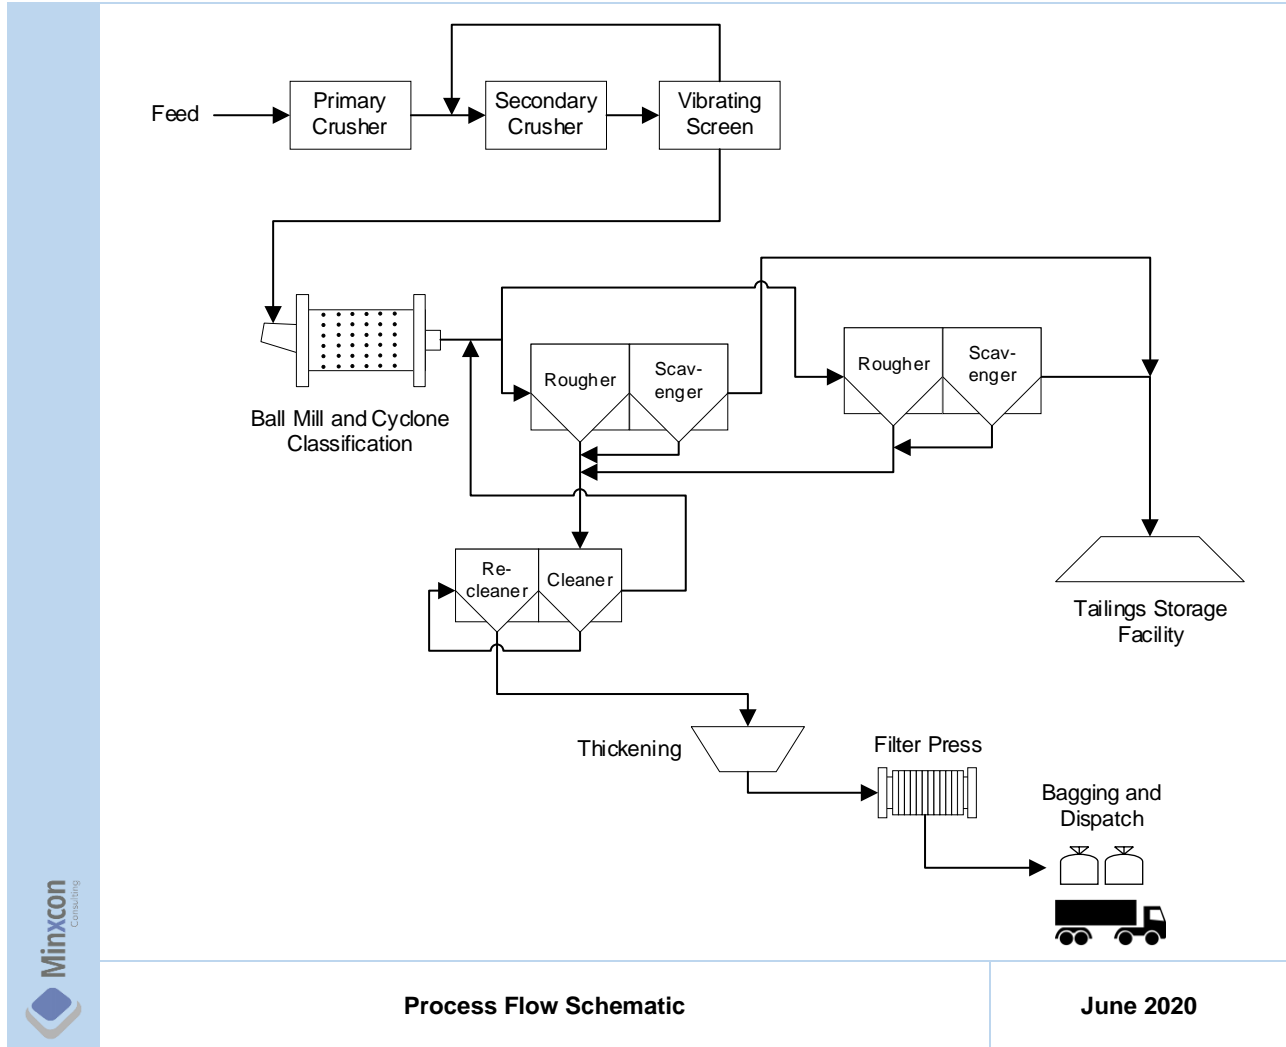 Feed
Primary
Crusher
Secondary
Crusher
Vibrating
Screen
Ball Mill and Cyclone
Classification
Rougher
Scav-
enger
Rougher
Scav-
enger
Re-
cleaner
Cleaner
Tailings Storage
Facility
Thickening
Filter Press
Bagging and
Dispatch
Minxcon
Consulting
Process Flow Schematic
June 2020